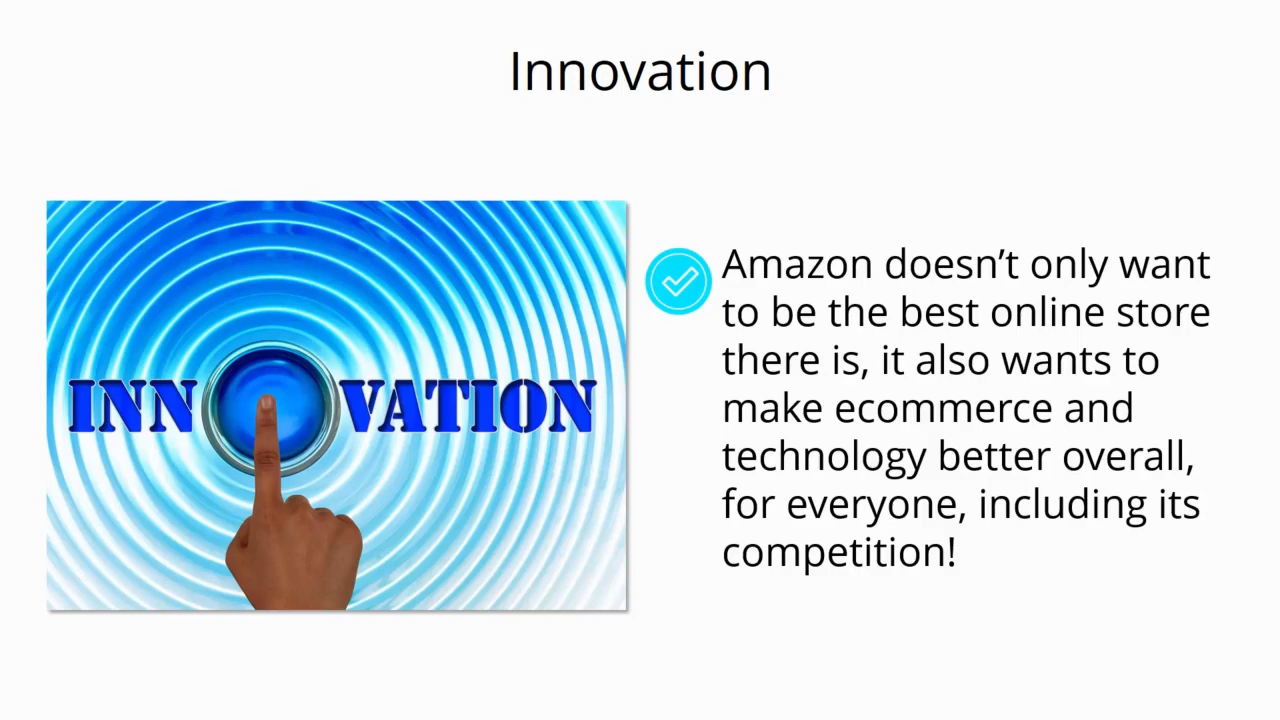 Innovation
INNOVATION
Amazon doesn’t only want
to be the best online store
there is, it also wants to
make ecommerce and
technology better overall,
for everyone, including its
competition!